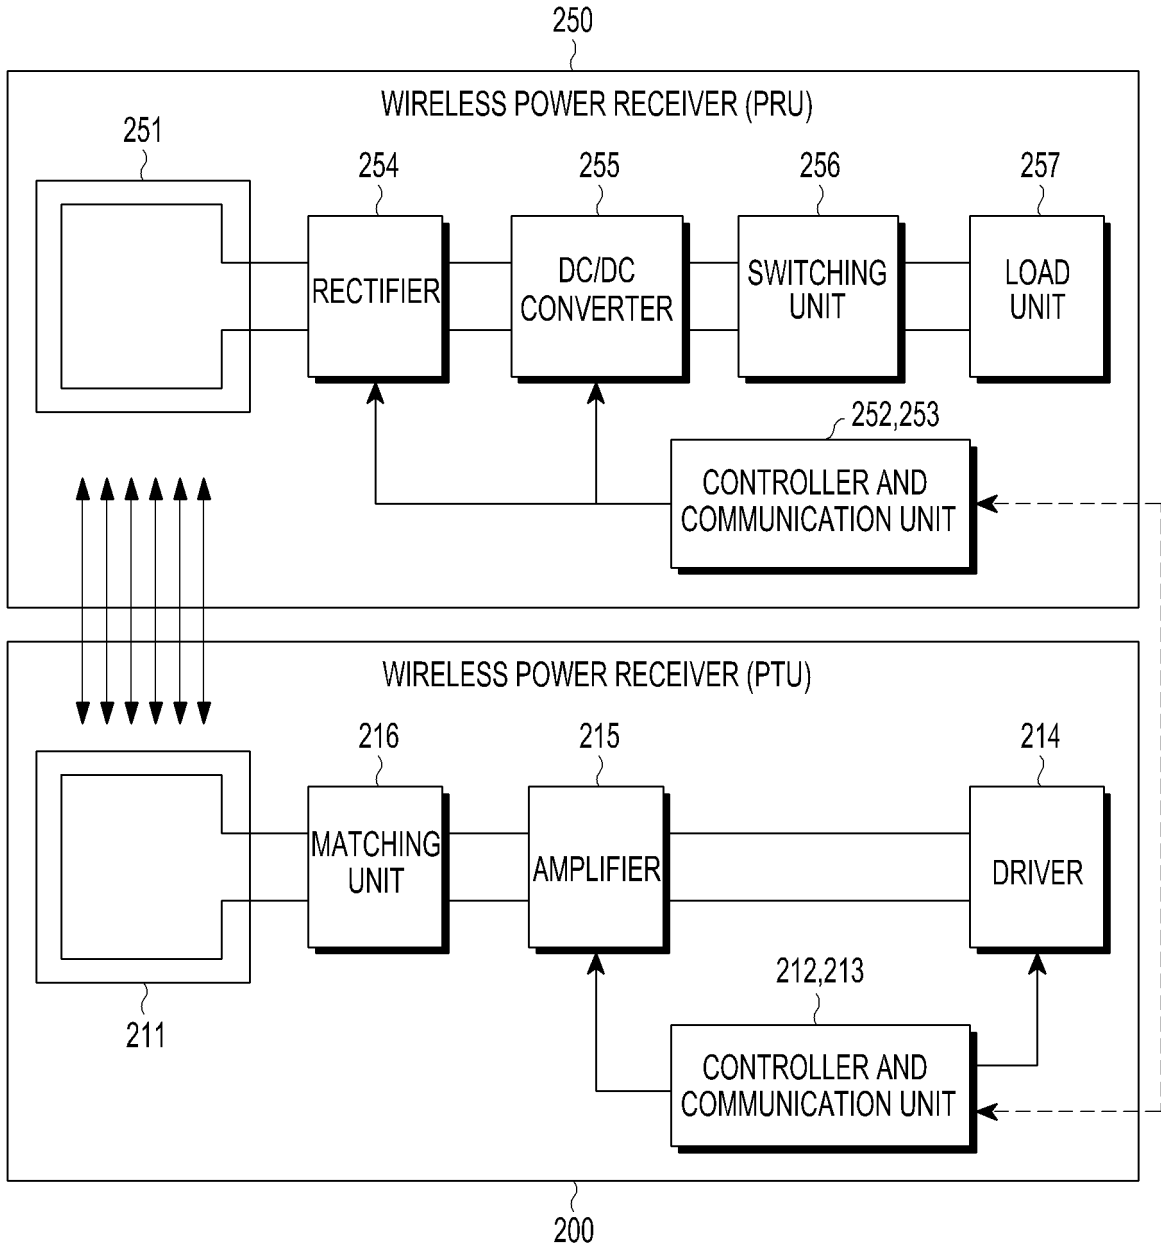 250
WIRELESS POWER RECEIVER (PRU)
251
254
255
256
257
RECTIFIER
DC/DC
CONVERTER
SWITCHING
UNIT
LOAD
UNIT
252,253
CONTROLLER AND
COMMUNICATION UNIT
WIRELESS POWER RECEIVER (PTU)
216
215
214
MATCHING
UNIT
AMPLIFIER
DRIVER
211
212,213
CONTROLLER AND
COMMUNICATION UNIT
200